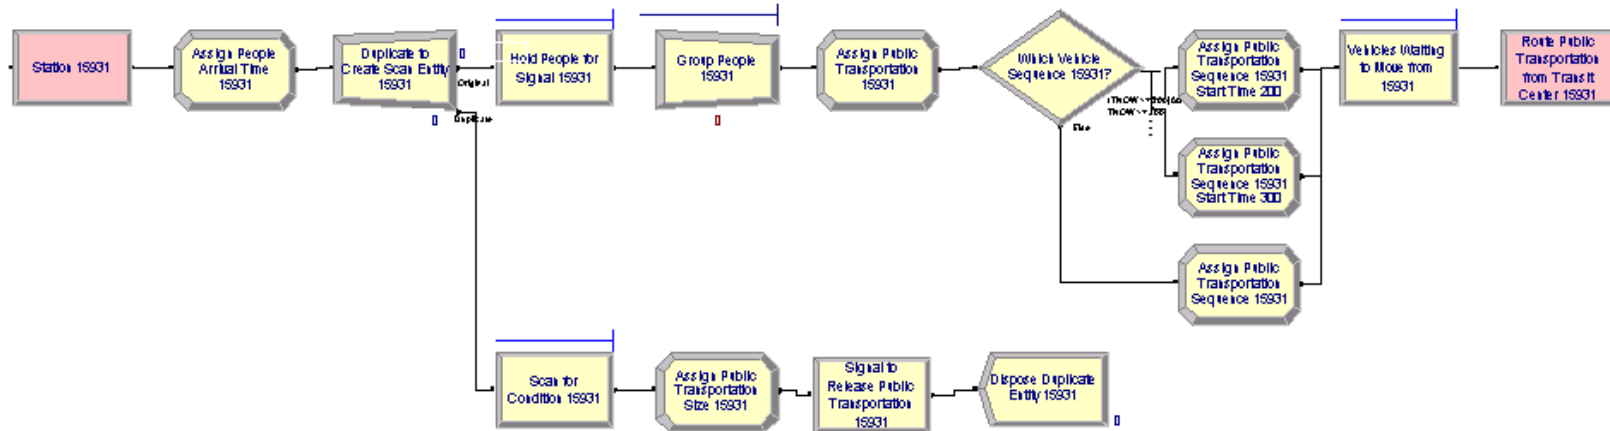 Station 15931
Assign People
Arrival Time
15931
Duplicate to
Create Scan Entity
15931
0
Original
0
Duplicate
Hold People for
Signal 15931
Group People
15931
0
Assign Public
Transportation
15931
Which Vehicle
Sequence 15931?
Else
Assign Public
Transportation
Sequence 15931
Start Time 200
Assign Public
Transportation
Sequence 15931
Start Time 300
Assign Public
Transportation
Sequence 15931
Vehicles Waiting
to Move from
15931
Route Public
Transportation
from Transit
Center 15931
Scan for
Condition 15931
Assign Public
Transportation
Size 15931
Signal to
Release Public
Transportation
15931
Dispose Duplicate
Entity 15931
0